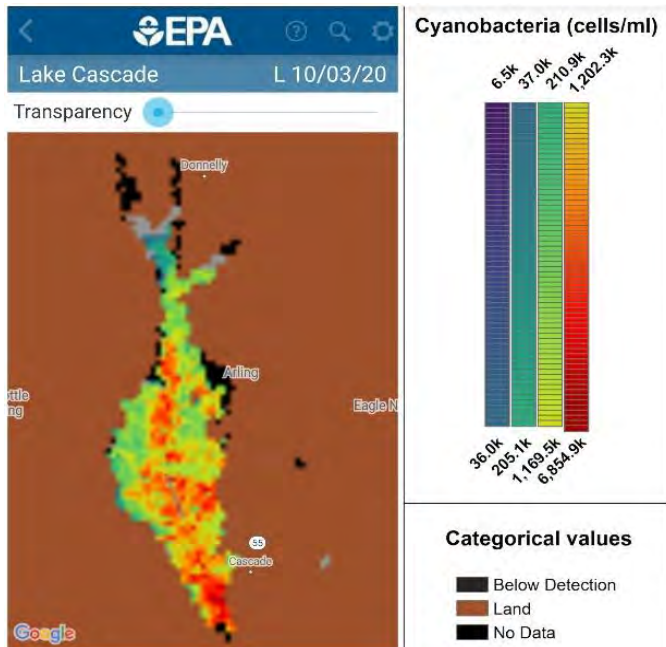 EPA
Lake Cascade L 10/03/20
Transparency
Donnelly
Arling
Eagle N
55
Cascade
Google
Cyanobacteria (cells/ml)
6.5k 37.0k 210.9k 1,202.3k
36.0k 205.1k 1,169.5k 6,854.9k
Categorical values
Below Detection
Land
No Data